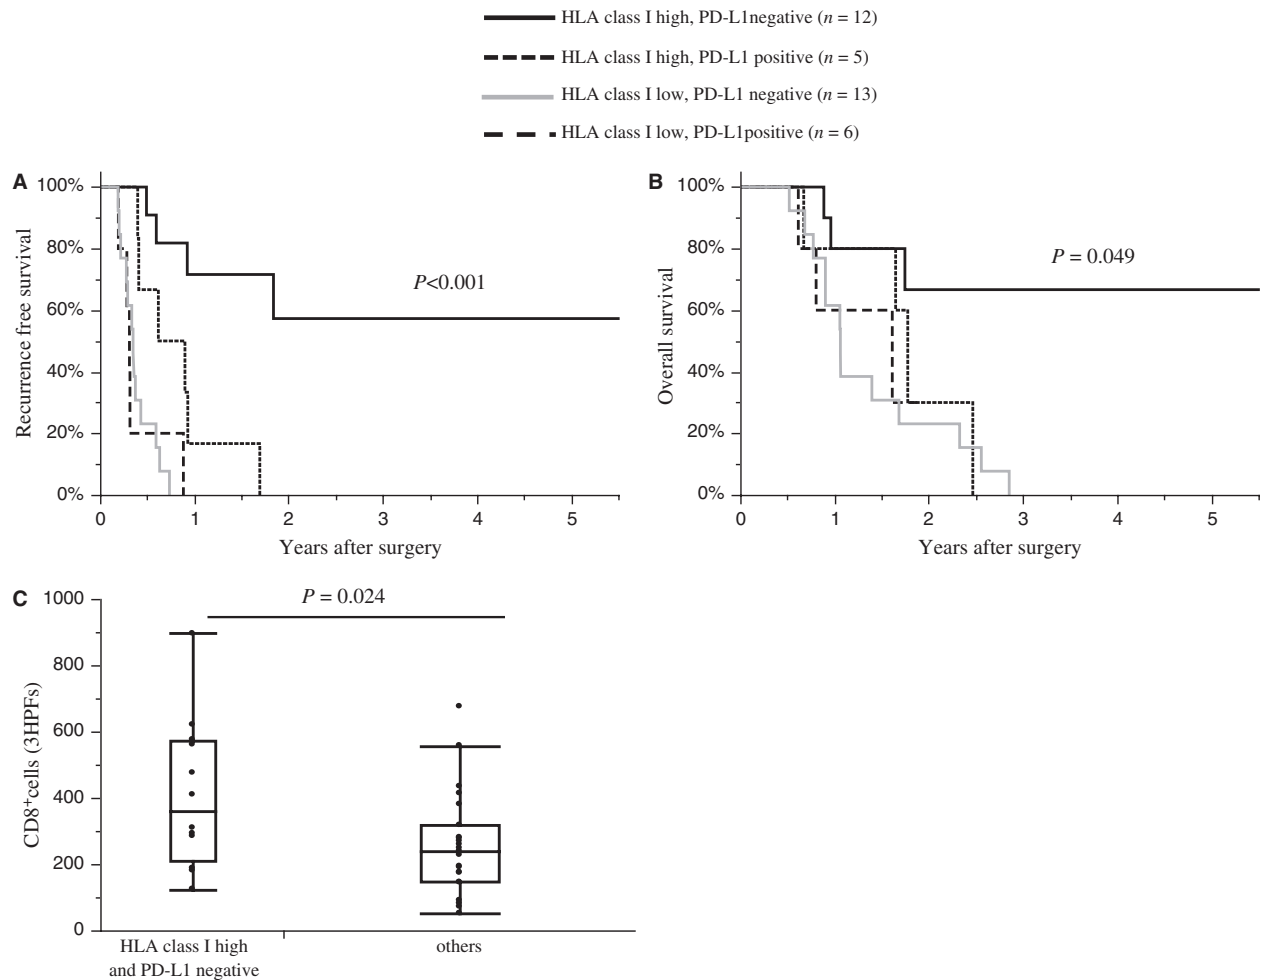 HLA class I high, PD-L1negative (n = 12)
HLA class I high, PD-L1 positive (n = 5)
HLA class I low, PD-L1 negative (n = 13)
HLA class I low, PD-L1positive (n = 6)
A
100%
80%
60%
40%
20%
0%
Recurrence free survival
P<0.001
0 1 2 3 4 5
Years after surgery
B
100%
80%
60%
40%
20%
0%
Overall survival
P = 0.049
0 1 2 3 4 5
Years after surgery
C
1000
800
600
400
200
0
CD8+cells (3HPFs)
P = 0.024
HLA class I high
and PD-L1 negative
others